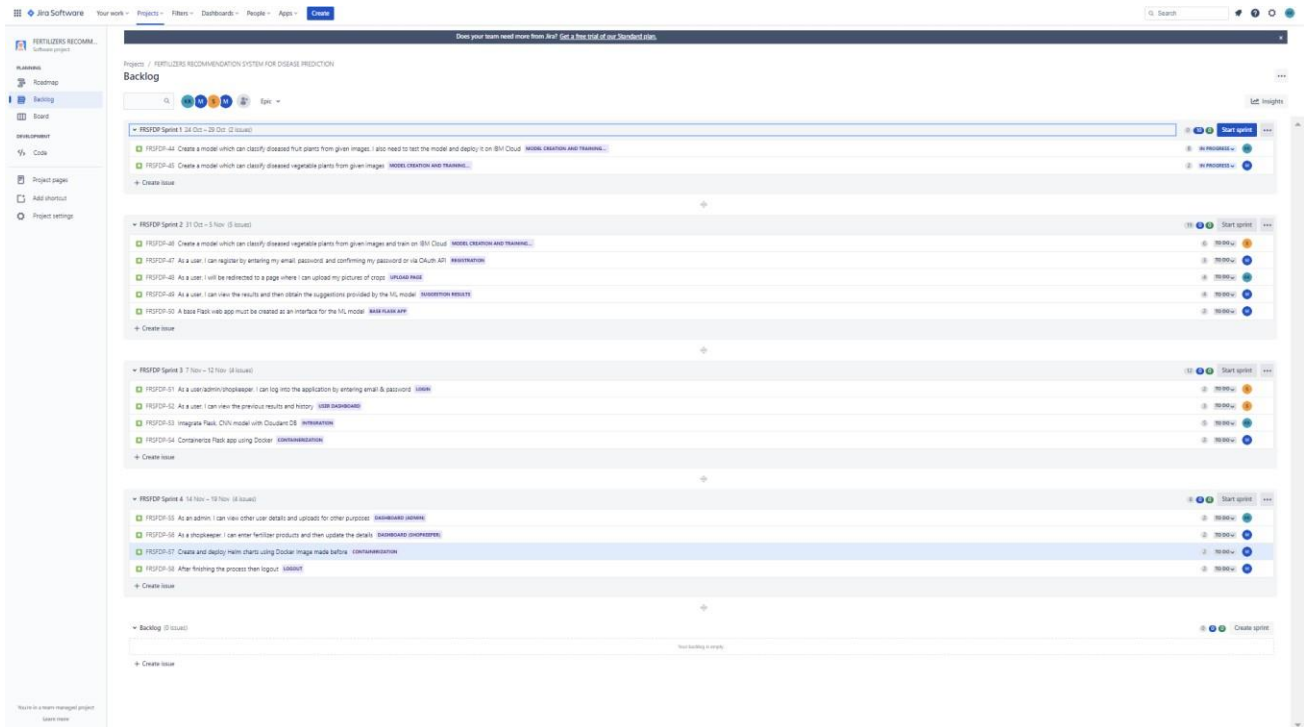 Jira Software Your work Projects Filters Dashboards People Apps Create Search
FERTILIZERS RECOMM...
Software project
Does your team need more from Jira? Get a free trial of our Standard plan.
PLANNING
Roadmap
Backlog
Board
DEVELOPMENT
Code
Project pages
Add shortcut
Project settings
Projects / FERTILIZERS RECOMMENDATION SYSTEM FOR DISEASE PREDICTION
Backlog
M S M Epic
Insights
FRSFDP Sprint 1 24 Oct – 29 Oct (2 issues) Start sprint
FRSFDP-44 Create a model which can classify diseased fruit plants from given images. I also need to test the model and deploy it on IBM Cloud MODEL CREATION AND TRAINING... 8 IN PROGRESS
FRSFDP-45 Create a model which can classify diseased vegetable plants from given images MODEL CREATION AND TRAINING... 2 IN PROGRESS M
+ Create issue
FRSFDP Sprint 2 31 Oct – 5 Nov (5 issues) Start sprint
FRSFDP-46 Create a model which can classify diseased vegetable plants from given images and train on IBM Cloud MODEL CREATION AND TRAINING... 6 TO DO S
FRSFDP-47 As a user, I can register by entering my email, password, and confirming my password or via OAuth API REGISTRATION 3 TO DO M
FRSFDP-48 As a user, I will be redirected to a page where I can upload my pictures of crops UPLOAD PAGE 4 TO DO
FRSFDP-49 As a user, I can view the results and then obtain the suggestions provided by the ML model SUGGESTION RESULTS 4 TO DO M
FRSFDP-50 A base Flask web app must be created as an interface for the ML model BASE FLASK APP 2 TO DO M
+ Create issue
FRSFDP Sprint 3 7 Nov – 12 Nov (4 issues) Start sprint
FRSFDP-51 As a user/admin/shopkeeper, I can log into the application by entering email & password LOGIN 2 TO DO S
FRSFDP-52 As a user, I can view the previous results and history USER DASHBOARD 3 TO DO S
FRSFDP-53 Integrate Flask, CNN model with Cloudant DB INTEGRATION 5 TO DO
FRSFDP-54 Containerize Flask app using Docker CONTAINERIZATION 2 TO DO M
+ Create issue
FRSFDP Sprint 4 14 Nov – 19 Nov (4 issues) Start sprint
FRSFDP-55 As an admin, I can view other user details and uploads for other purposes DASHBOARD (ADMIN) 2 TO DO
FRSFDP-56 As a shopkeeper, I can enter fertilizer products and then update the details DASHBOARD (SHOPKEEPER) 2 TO DO M
FRSFDP-57 Create and deploy Helm charts using Docker Image made before CONTAINERIZATION 2 TO DO M
FRSFDP-58 After finishing the process then logout LOGOUT 2 TO DO M
+ Create issue
Backlog (0 issues) 0 0 0 Create sprint
Your backlog is empty.
+ Create issue
You're in a team-managed project
Learn more